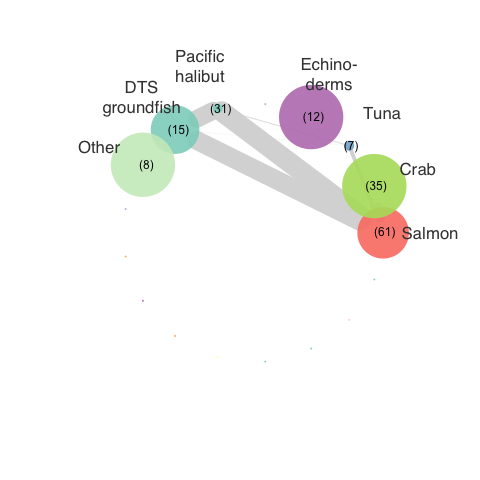 Pacific
halibut
(31)
Echino-
derms
(12)
DTS
groundfish
(15)
Tuna
(7)
Other
(8)
Crab
(35)
Salmon
(61)